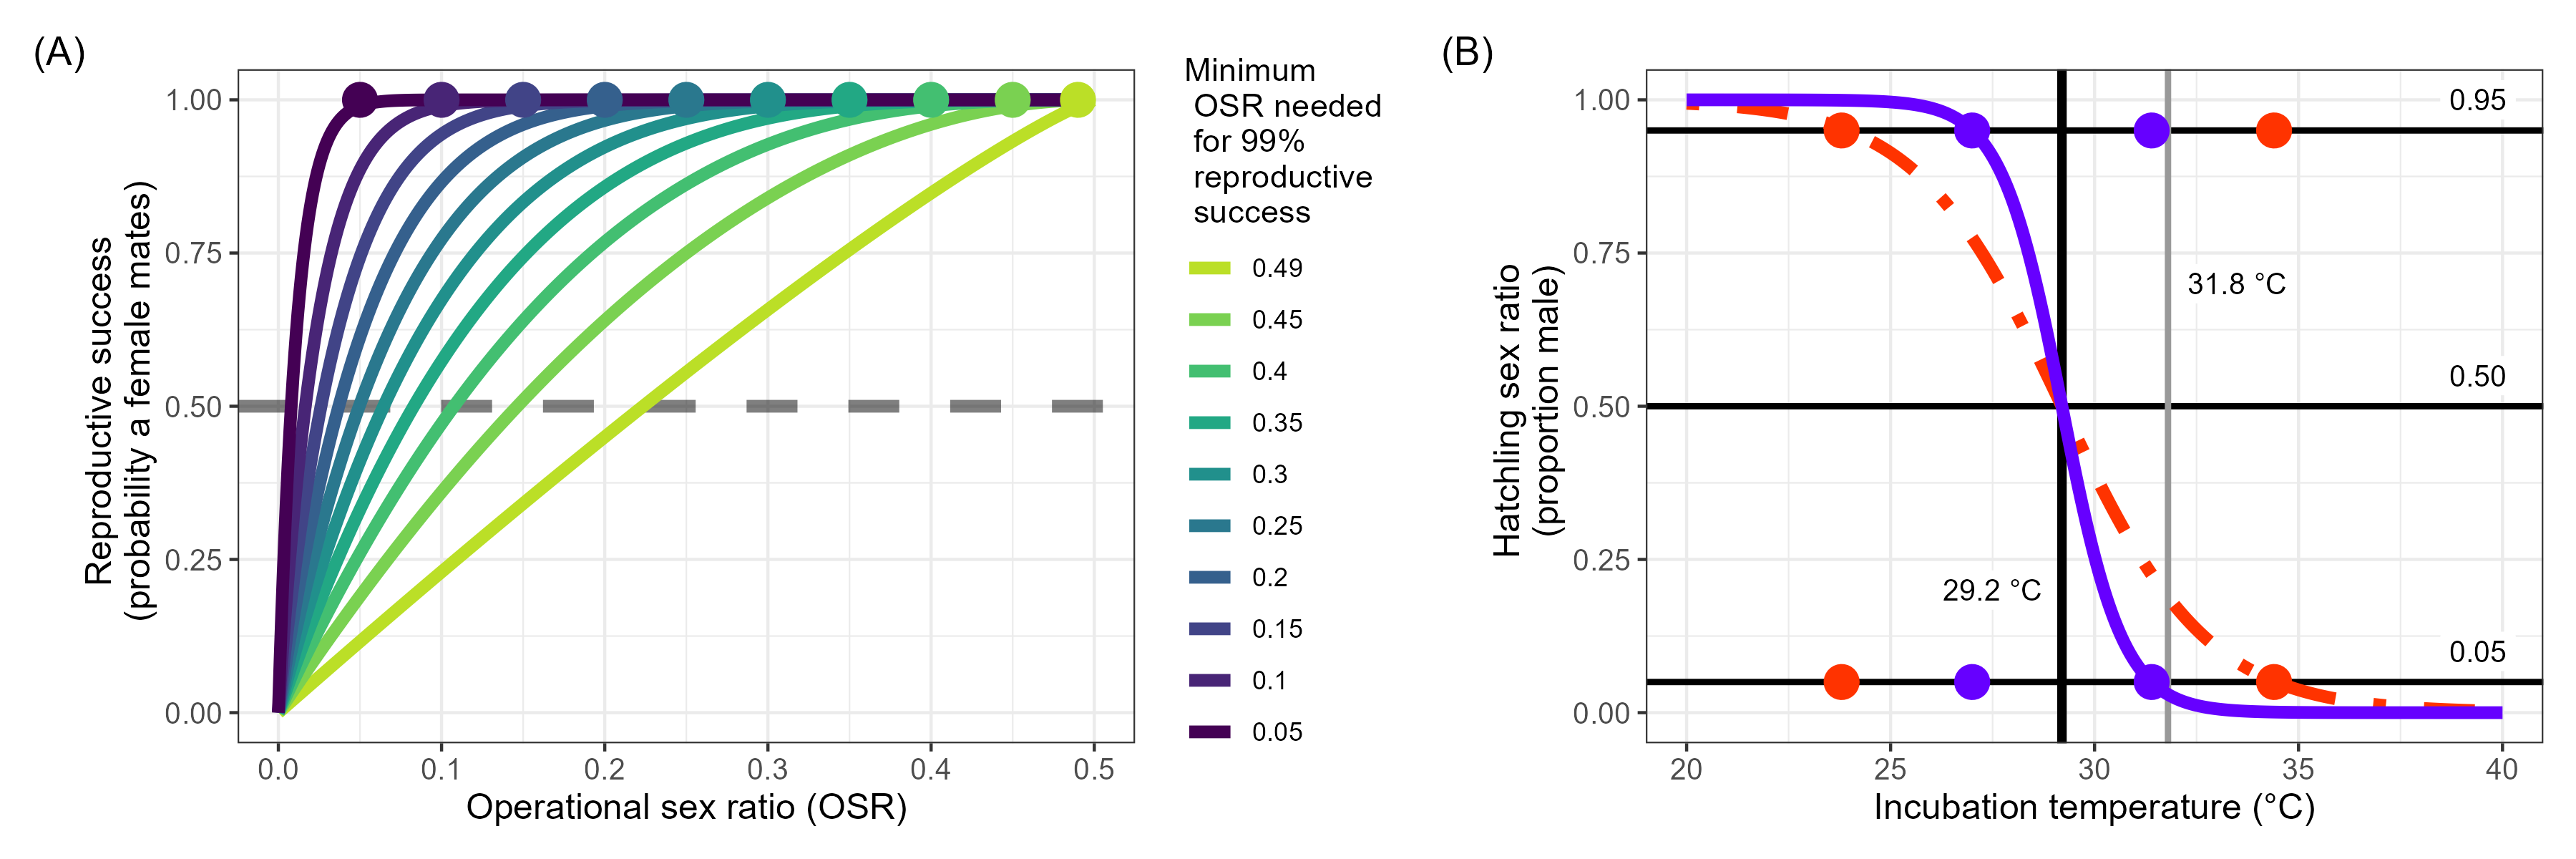 (A)
Reproductive success
(probability a female mates)
1.00
0.75
0.50
0.25
0.00
0.0
0.1
0.2
0.3
0.4
0.5
Operational sex ratio (OSR)
Minimum
OSR needed
for 99%
reproductive
success
0.49
0.45
0.4
0.35
0.3
0.25
0.2
0.15
0.1
0.05
(B)
Hatchling sex ratio
(proportion male)
1.00
0.75
0.50
0.25
0.00
0.95
31.8 °C
0.50
29.2 °C
0.05
20
25
30
35
40
Incubation temperature (°C)